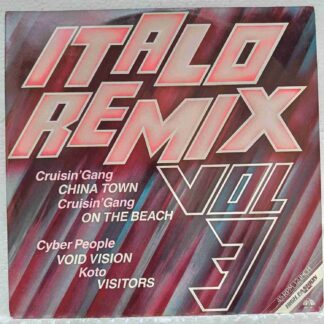 ITALO
REMIX
VOL
3
Cruisin'Gang
CHINA TOWN
Cruisin'Gang
ON THE BEACH
Cyber People
VOID VISION
Koto
VISITORS